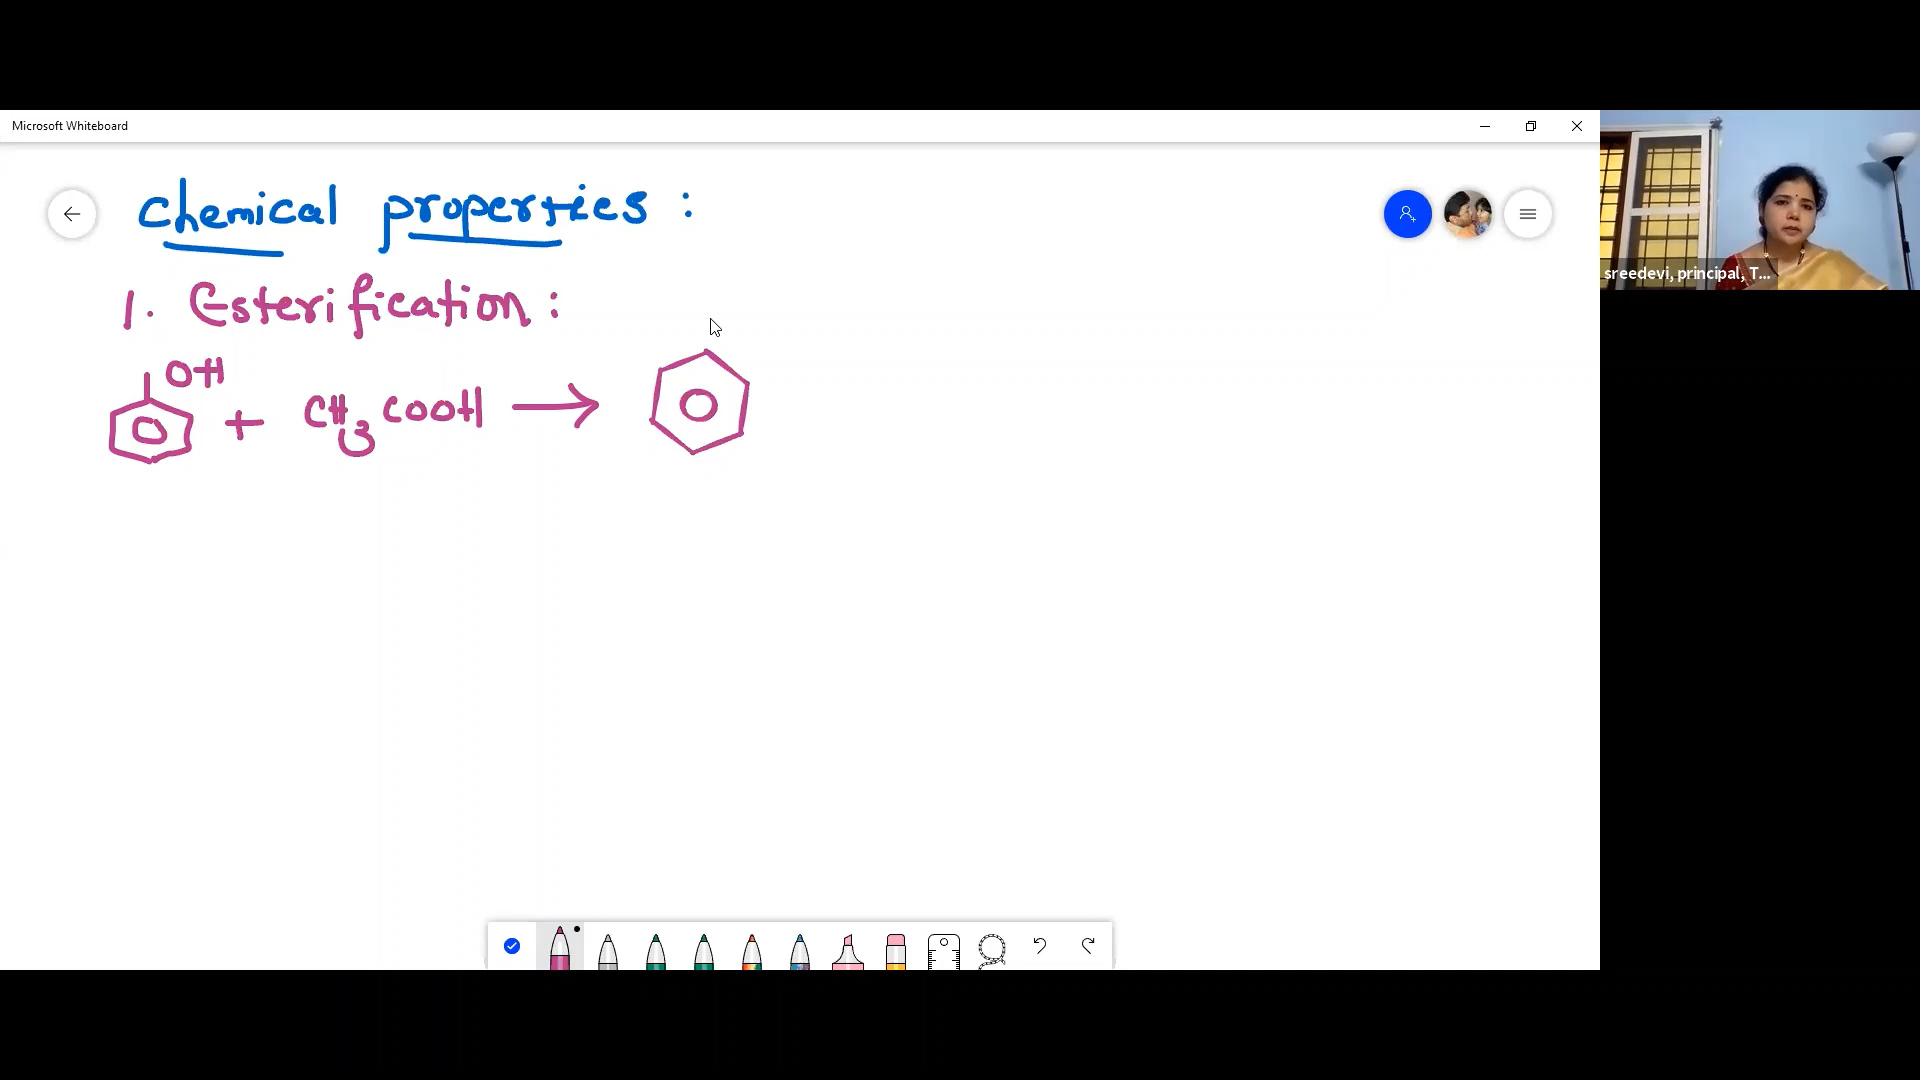 Microsoft Whiteboard
chemical properties :
sreedevi, principal, T...
1. Esterification :
OH
+ CH3COOH →